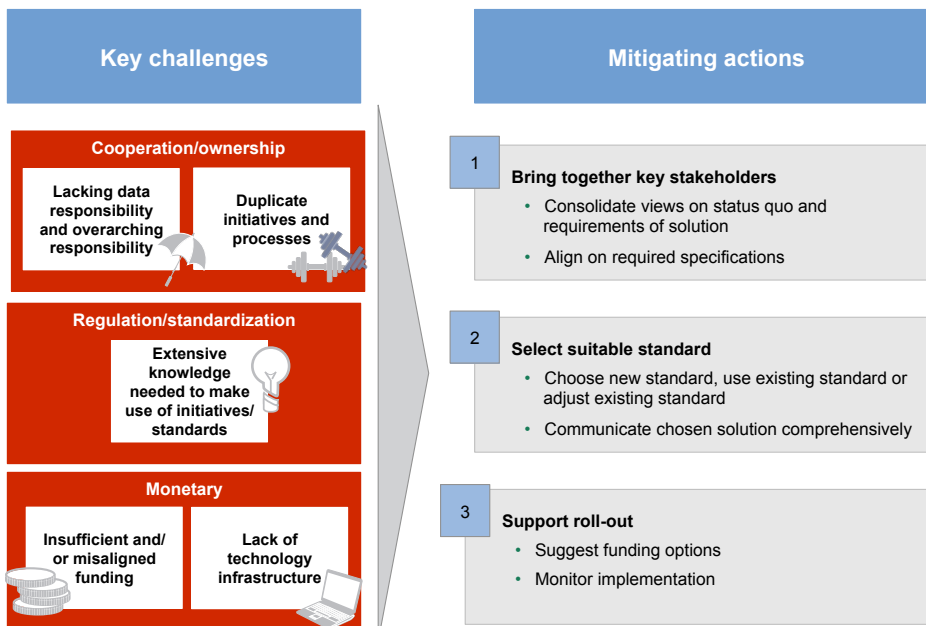 Key challenges
Mitigating actions
Cooperation/ownership
Lacking data
responsibility
and overarching
responsibility
Duplicate
initiatives and
processes
Regulation/standardization
Extensive
knowledge
needed to make
use of initiatives/
standards
Monetary
Insufficient and/
or misaligned
funding
Lack of
technology
infrastructure
1
Bring together key stakeholders
• Consolidate views on status quo and
requirements of solution
• Align on required specifications
2
Select suitable standard
• Choose new standard, use existing standard or
adjust existing standard
• Communicate chosen solution comprehensively
3
Support roll-out
• Suggest funding options
• Monitor implementation